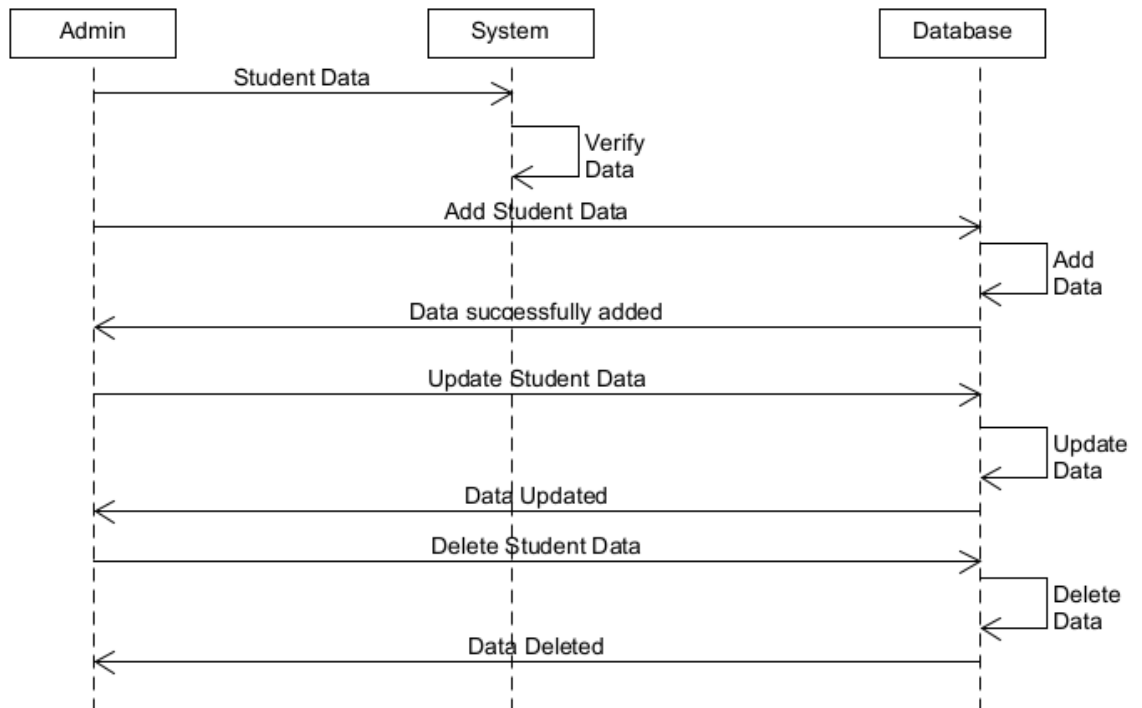 Admin
System
Database
Student Data
Verify
Data
Add Student Data
Add
Data
Data successfully added
Update Student Data
Update
Data
Data Updated
Delete Student Data
Delete
Data
Data Deleted